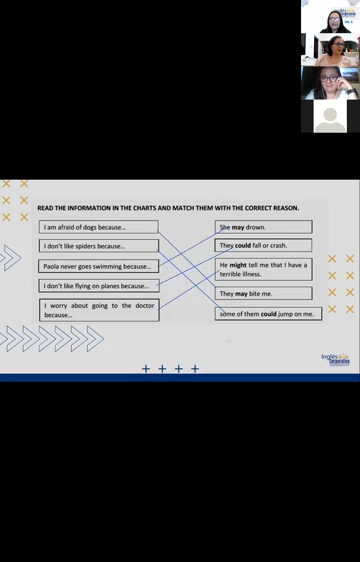 READ THE INFORMATION IN THE CHARTS AND MATCH THEM WITH THE CORRECT REASON.
I am afraid of dogs because...
I don't like spiders because...
Paola never goes swimming because...
I don't like flying on planes because...
I worry about going to the doctor
because...
She may drown.
They could fall or crash.
He might tell me that I have a
terrible illness.
They may bite me.
some of them could jump on me.
Inglés
Corporativo